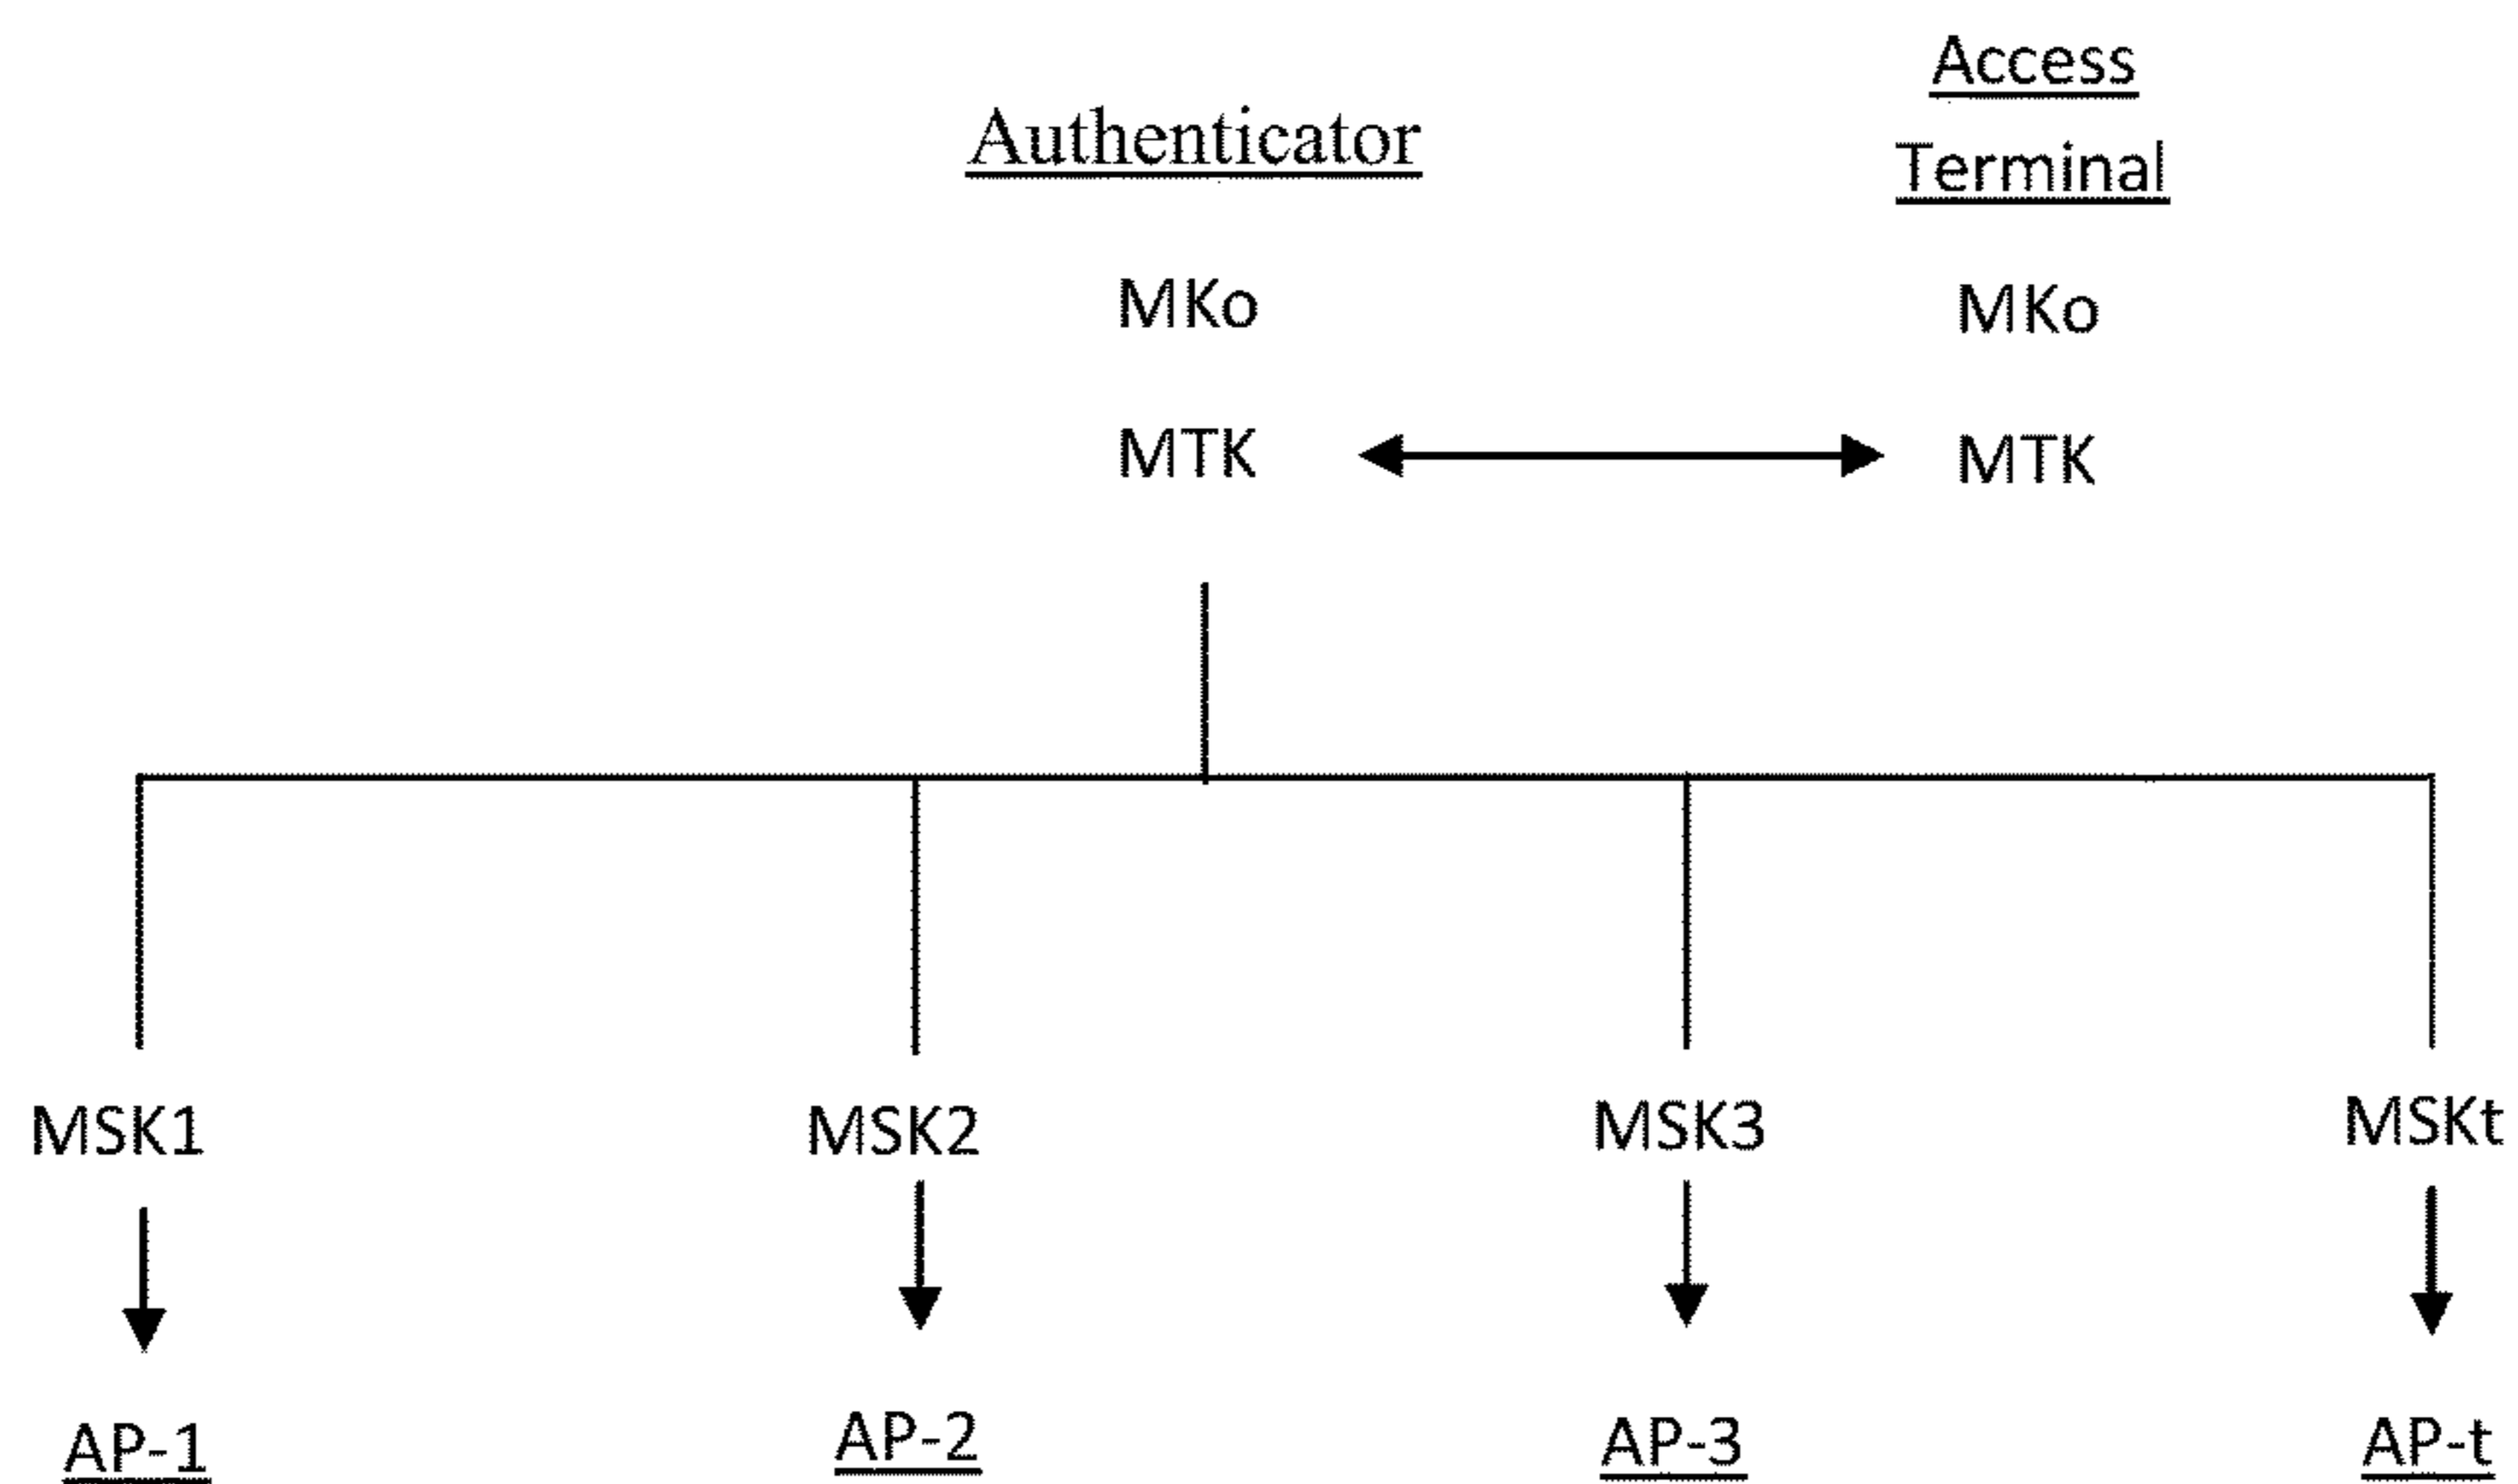 Access
Terminal
Authenticator
MKo
MKo
MTK
MTK
MSK1
MSK2
MSK3
MSKt
AP-1
AP-2
AP-3
AP-t